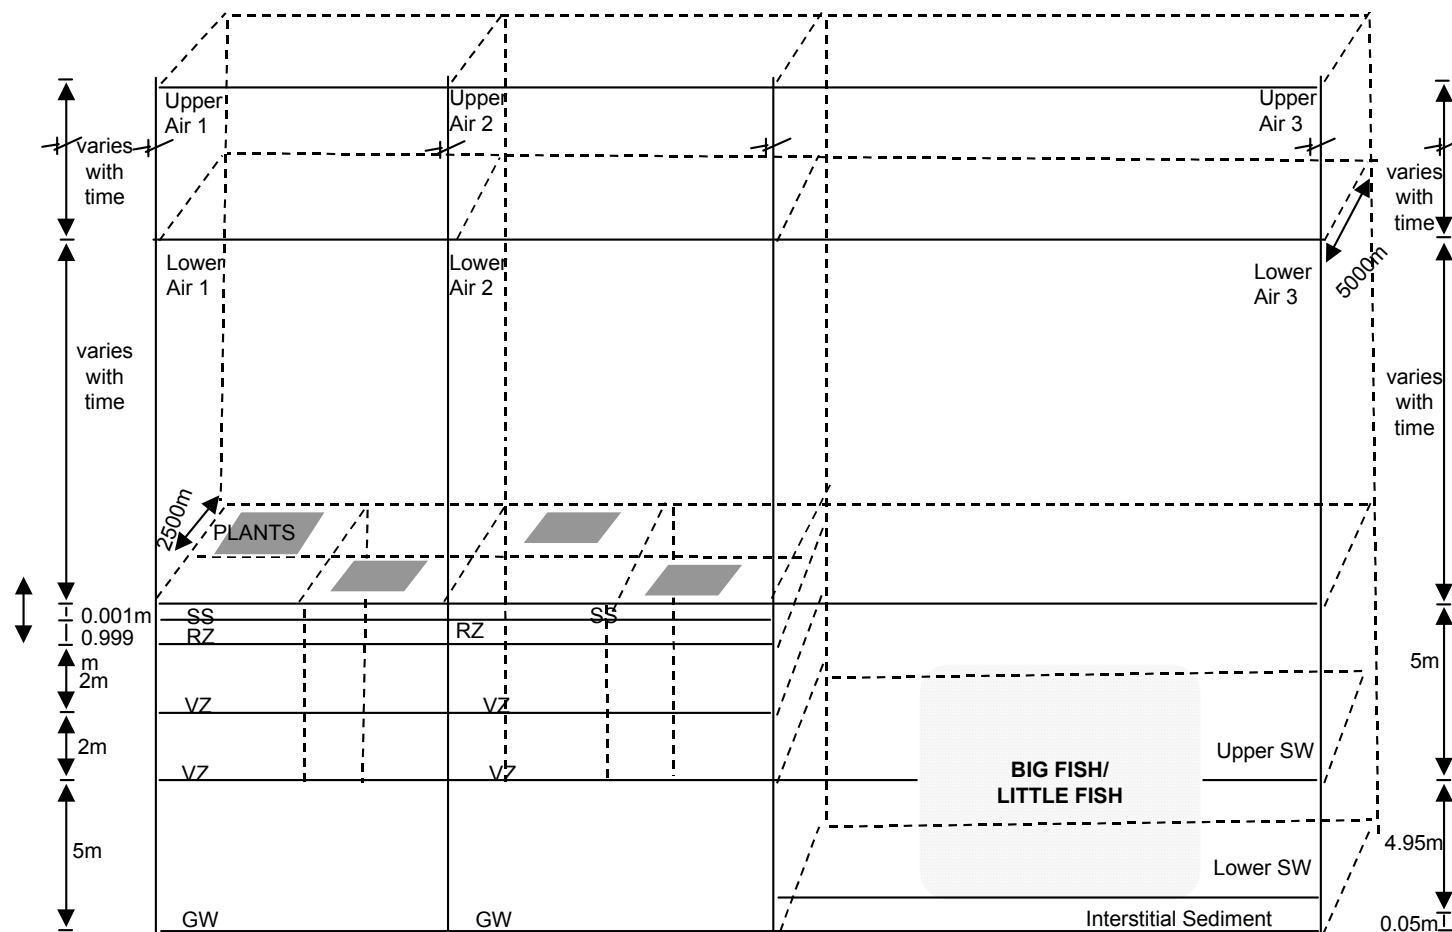 Upper
Air 1
Upper
Air 2
Upper
Air 3
varies
with
time
varies
with
time
Lower
Air 1
Lower
Air 2
Lower
Air 3
5000m
varies
with
time
varies
with
time
2500m
PLANTS
0.001m
SS
SS
0.999
m
RZ
RZ
2m
5m
VZ
VZ
2m
Upper SW
BIG FISH/
LITTLE FISH
VZ
VZ
5m
4.95m
Lower SW
GW
GW
Interstitial Sediment
0.05m